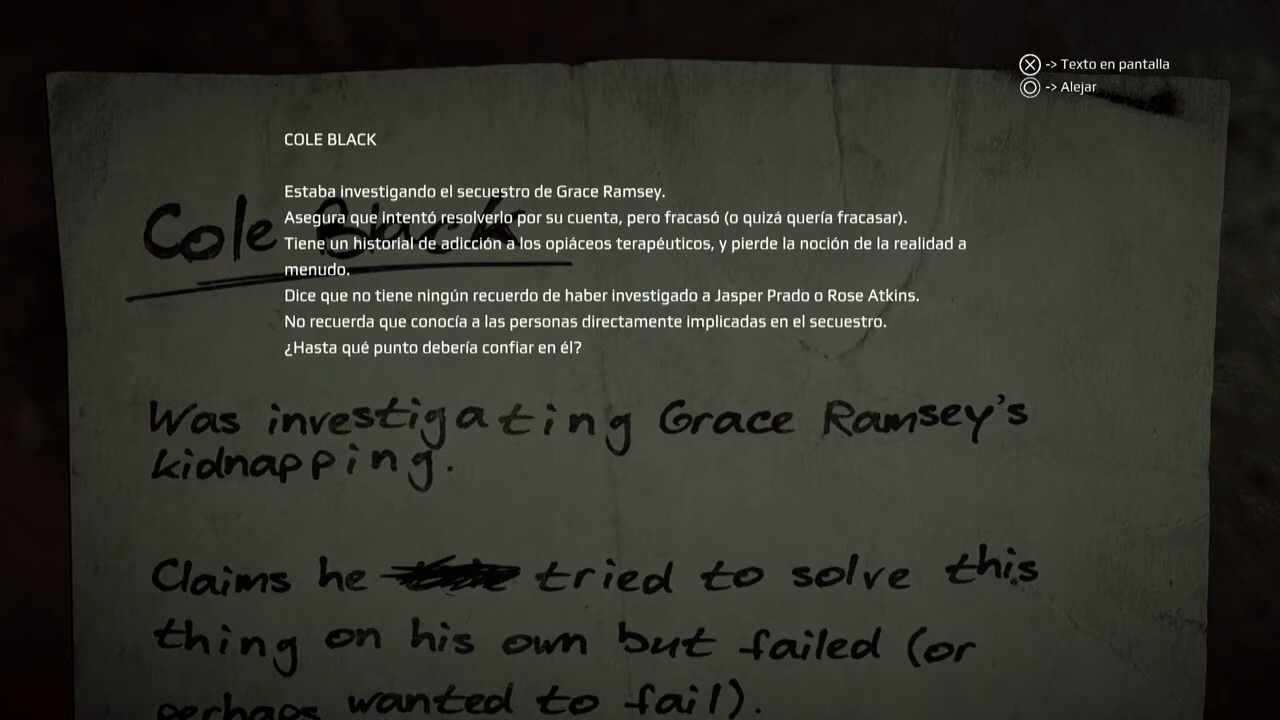 -> Texto en pantalla
-> Alejar
COLE BLACK
Estaba investigando el secuestro de Grace Ramsey.
Asegura que intentó resolverlo por su cuenta, pero fracasó (o quizá quería fracasar).
Tiene un historial de adicción a los opiáceos terapéuticos, y pierde la noción de la realidad a
menudo.
Dice que no tiene ningún recuerdo de haber investigado a Jasper Prado o Rose Atkins.
No recuerda que conocía a las personas directamente implicadas en el secuestro.
¿Hasta qué punto debería confiar en él?
Cole Black
Was investigating Grace Ramsey's
kidnapping.
Claims he tried to solve this
thing on his own but failed (or
perhaps wanted to fail).